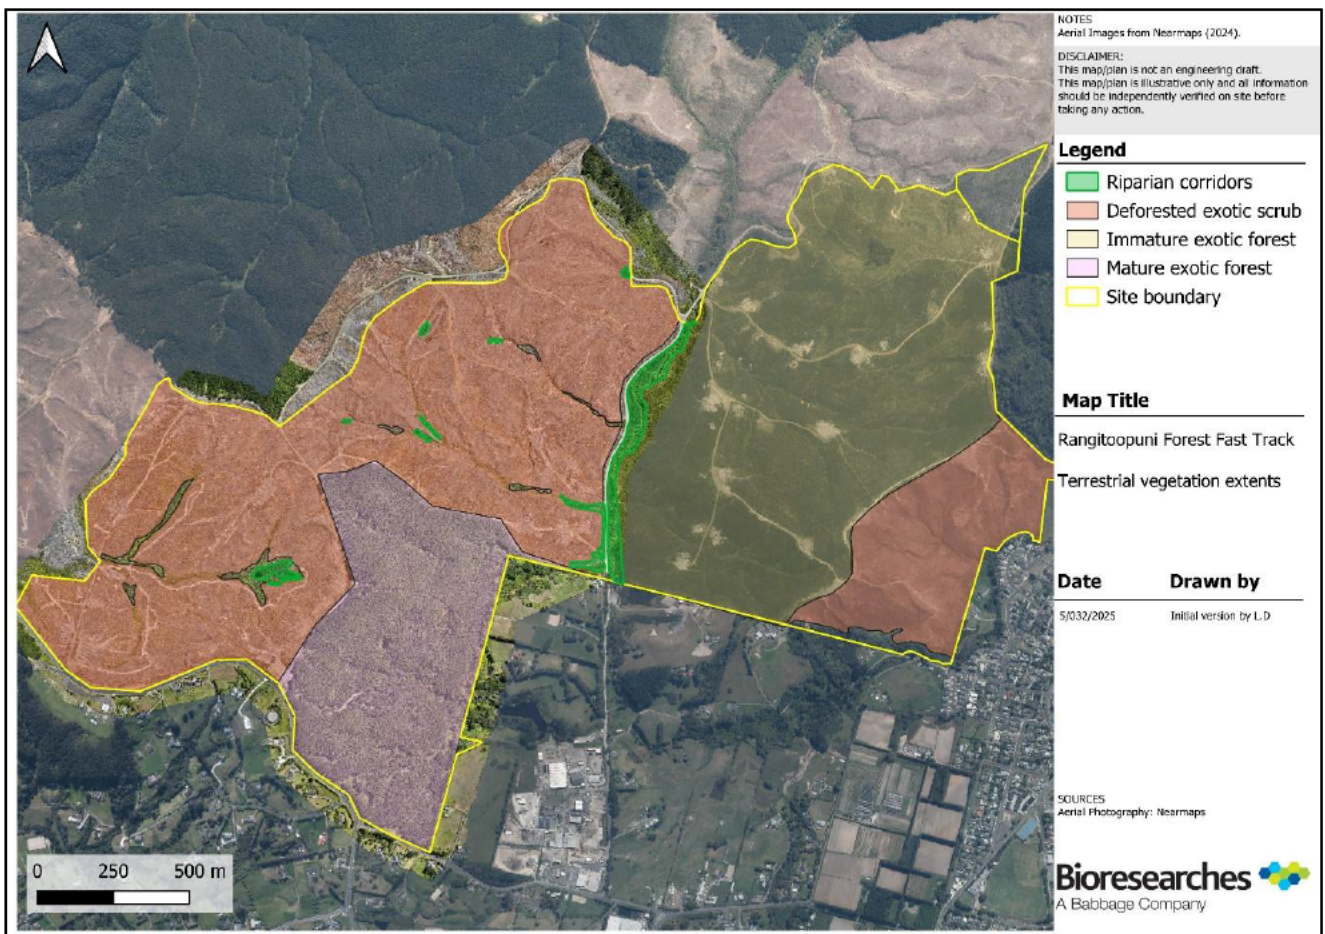 NOTES
Aerial Images from Nearmaps (2024).
DISCLAIMER:
This map/plan is not an engineering draft.
This map/plan is illustrative only and all information
should be independently verified on site before
taking any action.
Legend
Riparian corridors
Deforested exotic scrub
Immature exotic forest
Mature exotic forest
Site boundary
Map Title
Rangitoopuni Forest Fast Track
Terrestrial vegetation extents
Date Drawn by
5/032/2025 Initial version by L.D
SOURCES
Aerial Photography: Nearmaps
Bioresearches
A Babbage Company
0 250 500 m